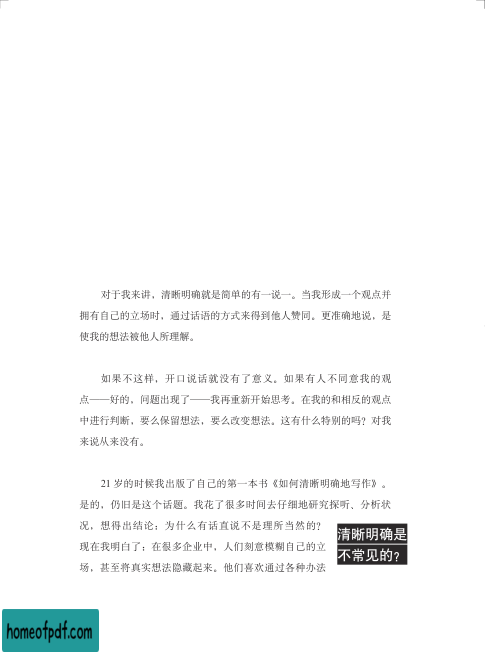 对于我来讲，清晰明确就是简单的有一说一。当我形成一个观点并
拥有自己的立场时，通过话语的方式来得到他人赞同。更准确地说，是
使我的想法被他人所理解。
如果不这样，开口说话就没有了意义。如果有人不同意我的观
点——好的，问题出现了——我再重新开始思考。在我的和相反的观点
中进行判断，要么保留想法，要么改变想法。这有什么特别的吗？对我
来说从来没有。
21 岁的时候我出版了自己的第一本书《如何清晰明确地写作》。
是的，仍旧是这个话题。我花了很多时间去仔细地研究探听、分析状
况，想得出结论：为什么有话直说不是理所当然的？
现在我明白了：在很多企业中，人们刻意模糊自己的立
场，甚至将真实想法隐藏起来。他们喜欢通过各种办法
清晰明确是
不常见的？
homeofpdf.com